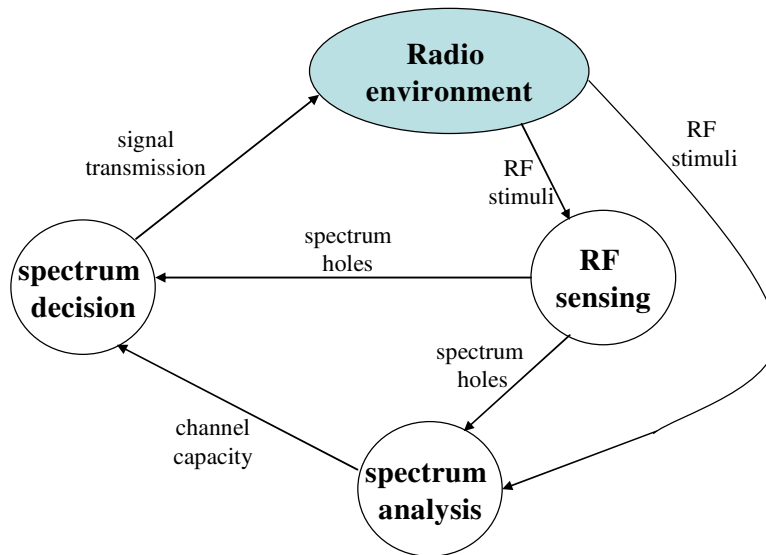 Radio
environment
signal
transmission
RF
stimuli
RF
stimuli
spectrum
holes
spectrum
decision
RF
sensing
spectrum
holes
channel
capacity
spectrum
analysis